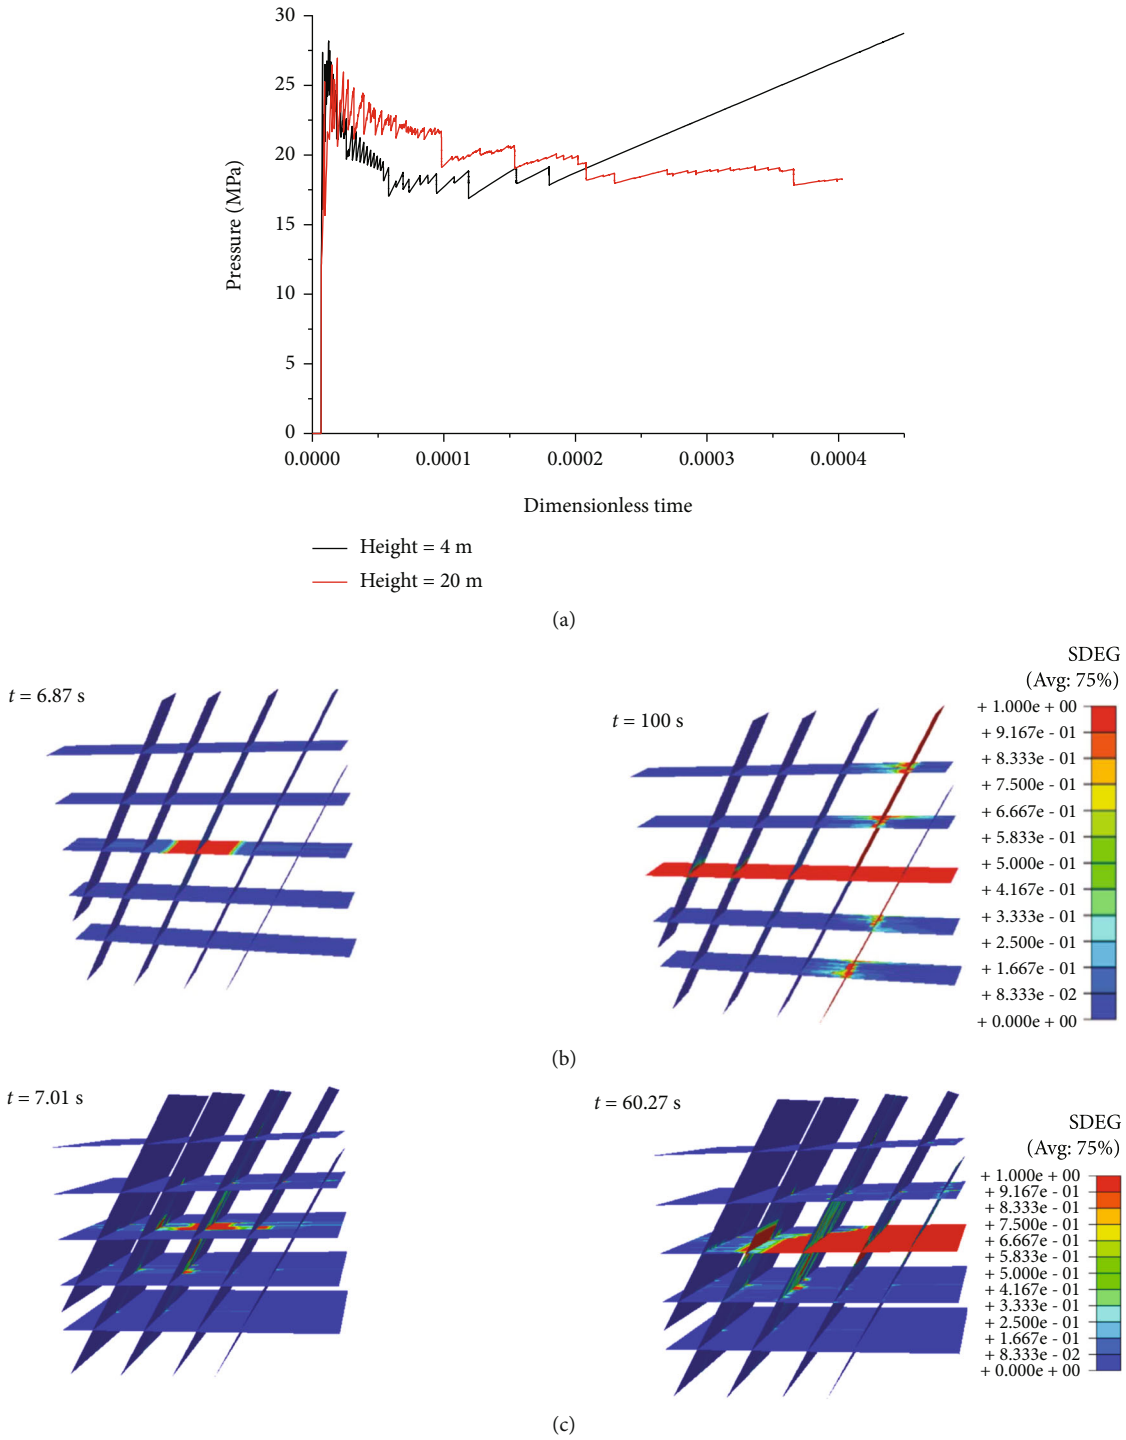 30
25
20
15
10
5
0
Pressure (MPa)
0.0000 0.0001 0.0002 0.0003 0.0004
Dimensionless time
Height = 4 m
Height = 20 m
(a)
t = 6.87 s
t = 100 s
SDEG
(Avg: 75%)
+ 1.000e + 00
+ 9.167e - 01
+ 8.333e - 01
+ 7.500e - 01
+ 6.667e - 01
+ 5.833e - 01
+ 5.000e - 01
+ 4.167e - 01
+ 3.333e - 01
+ 2.500e - 01
+ 1.667e - 01
+ 8.333e - 02
+ 0.000e + 00
(b)
t = 7.01 s
t = 60.27 s
SDEG
(Avg: 75%)
+ 1.000e + 00
+ 9.167e - 01
+ 8.333e - 01
+ 7.500e - 01
+ 6.667e - 01
+ 5.833e - 01
+ 5.000e - 01
+ 4.167e - 01
+ 3.333e - 01
+ 2.500e - 01
+ 1.667e - 01
+ 8.333e - 02
+ 0.000e + 00
(c)